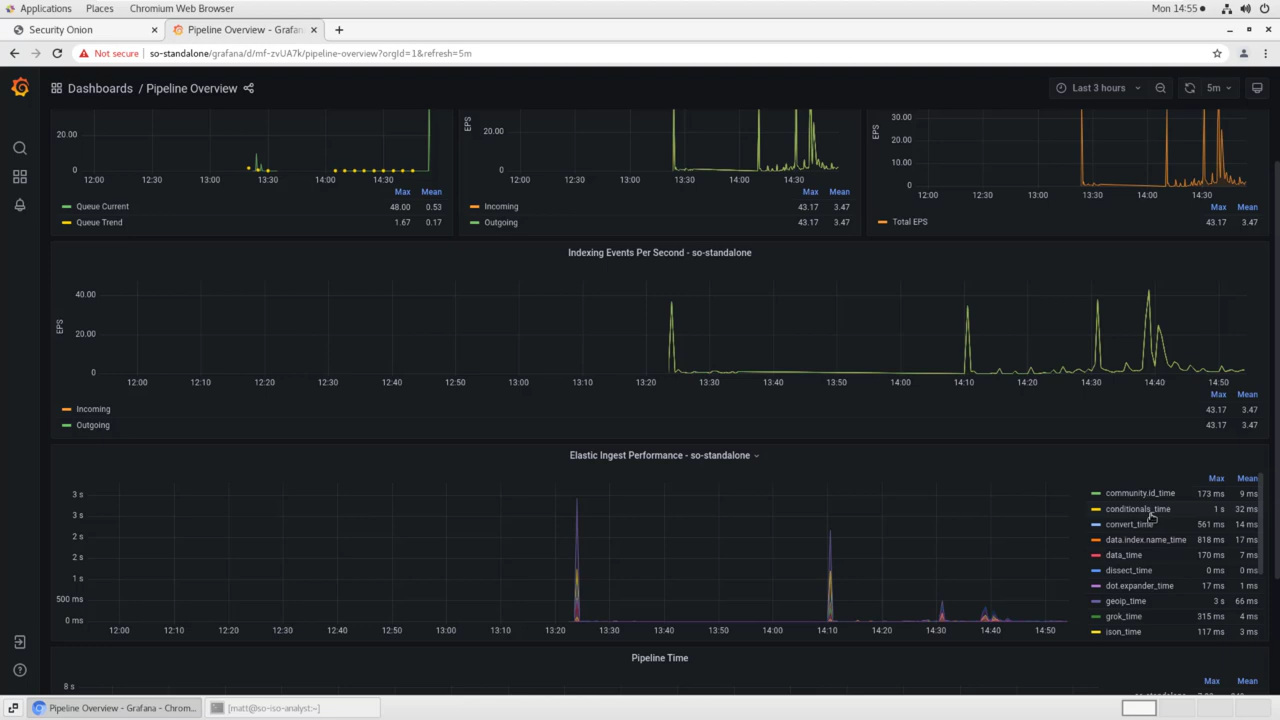 Applications Places Chromium Web Browser Mon 14:55
Security Onion × Pipeline Overview - Grafan × +
Not secure so-standalone/grafana/d/mf-zvUA7k/pipeline-overview?orgId=1&refresh=5m
Dashboards / Pipeline Overview Last 3 hours 5m
20.00
0
12:00 12:30 13:00 13:30 14:00 14:30
Max Mean
Queue Current 48.00 0.53
Queue Trend 1.67 0.17
EPS
20.00
0
12:00 12:30 13:00 13:30 14:00 14:30
Max Mean
Incoming 43.17 3.47
Outgoing 43.17 3.47
EPS
30.00
20.00
10.00
0
12:00 12:30 13:00 13:30 14:00 14:30
Max Mean
Total EPS 43.17 3.47
Indexing Events Per Second - so-standalone
EPS
40.00
20.00
0
12:00 12:10 12:20 12:30 12:40 12:50 13:00 13:10 13:20 13:30 13:40 13:50 14:00 14:10 14:20 14:30 14:40 14:50
Max Mean
Incoming 43.17 3.47
Outgoing 43.17 3.47
Elastic Ingest Performance - so-standalone
3 s
3 s
2 s
2 s
1 s
500 ms
0 ms
12:00 12:10 12:20 12:30 12:40 12:50 13:00 13:10 13:20 13:30 13:40 13:50 14:00 14:10 14:20 14:30 14:40 14:50
Max Mean
community.id_time 173 ms 9 ms
conditionals_time 1 s 32 ms
convert_time 561 ms 14 ms
data.index.name_time 818 ms 17 ms
data_time 170 ms 7 ms
dissect_time 0 ms 0 ms
dot.expander_time 17 ms 1 ms
geoip_time 3 s 66 ms
grok_time 315 ms 4 ms
json_time 117 ms 3 ms
Pipeline Time
8 s
Max Mean
Pipeline Overview - Grafana - Chrom...
[matt@so-iso-analyst:~]